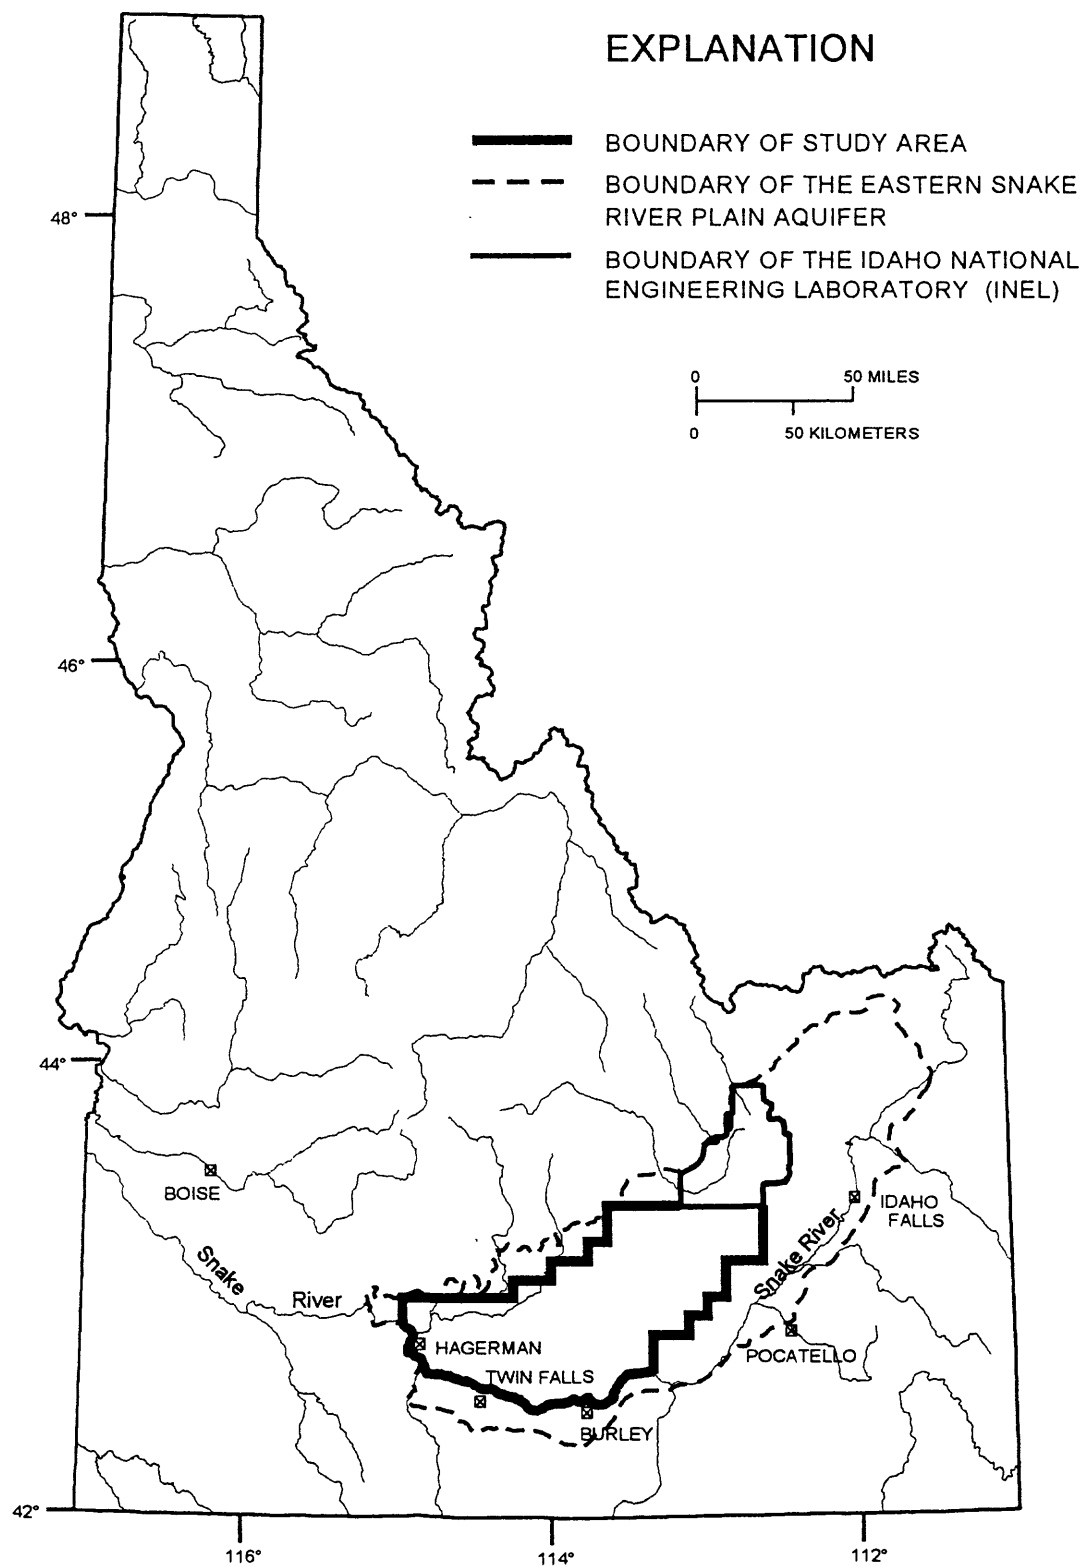 EXPLANATION
BOUNDARY OF STUDY AREA
BOUNDARY OF THE EASTERN SNAKE
RIVER PLAIN AQUIFER
BOUNDARY OF THE IDAHO NATIONAL
ENGINEERING LABORATORY (INEL)
0 50 MILES
0 50 KILOMETERS
48°
46°
44°
42°
BOISE
Snake
River
IDAHO
FALLS
Snake River
HAGERMAN
TWIN FALLS
POCATELLO
BURLEY
116° 114° 112°